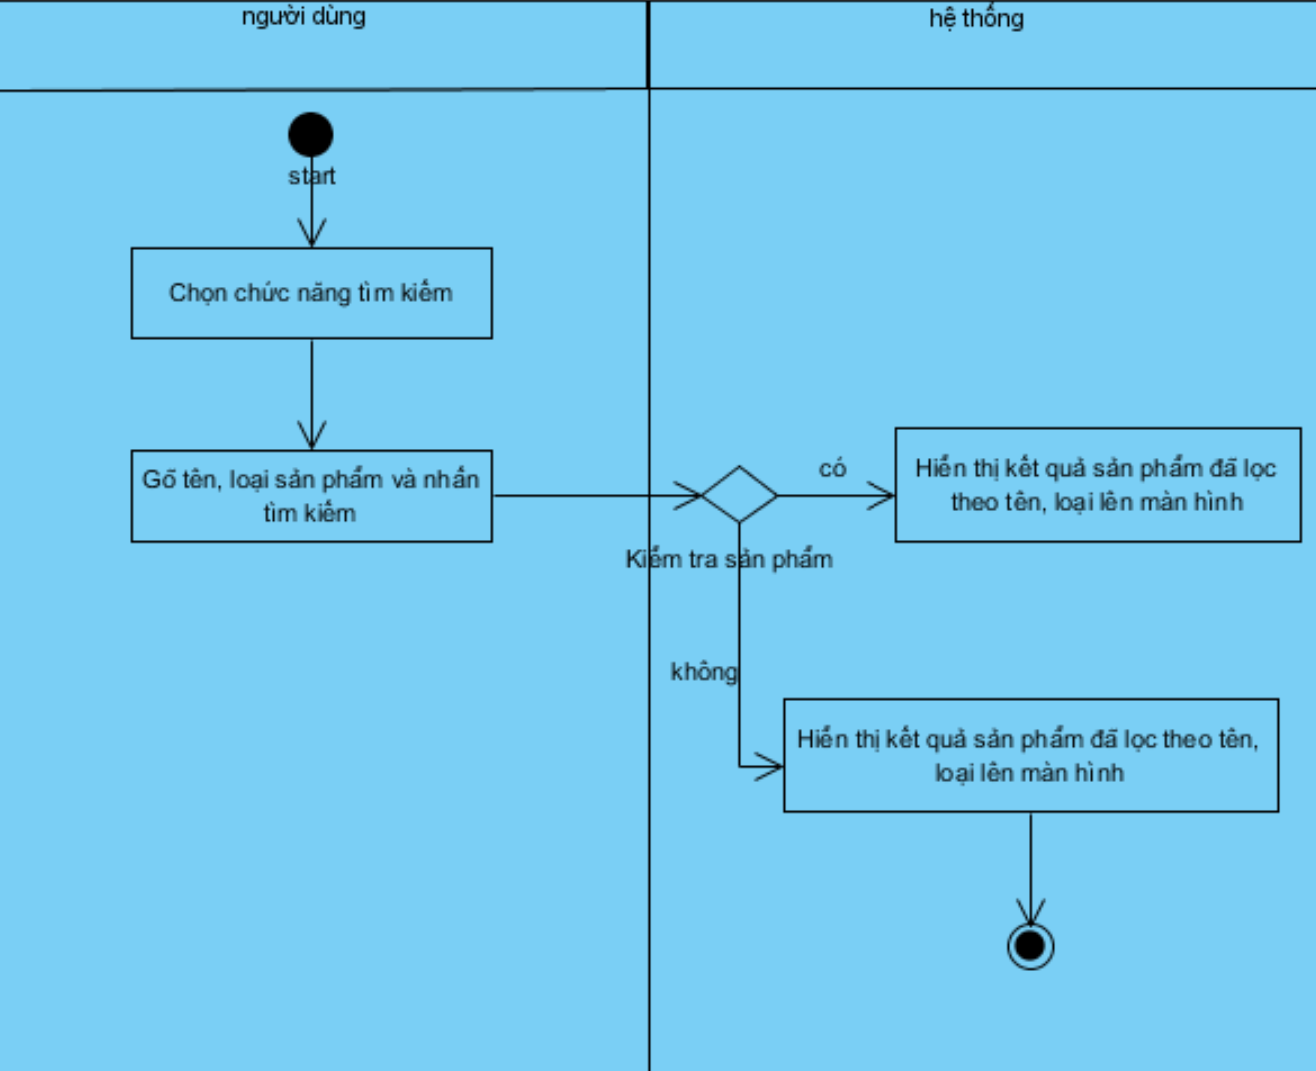 người dùng
hệ thống
start
Chọn chức năng tìm kiếm
Gõ tên, loại sản phẩm và nhấn
tìm kiếm
có
Hiển thị kết quả sản phẩm đã lọc
theo tên, loại lên màn hình
Kiểm tra sản phẩm
không
Hiển thị kết quả sản phẩm đã lọc theo tên,
loại lên màn hình